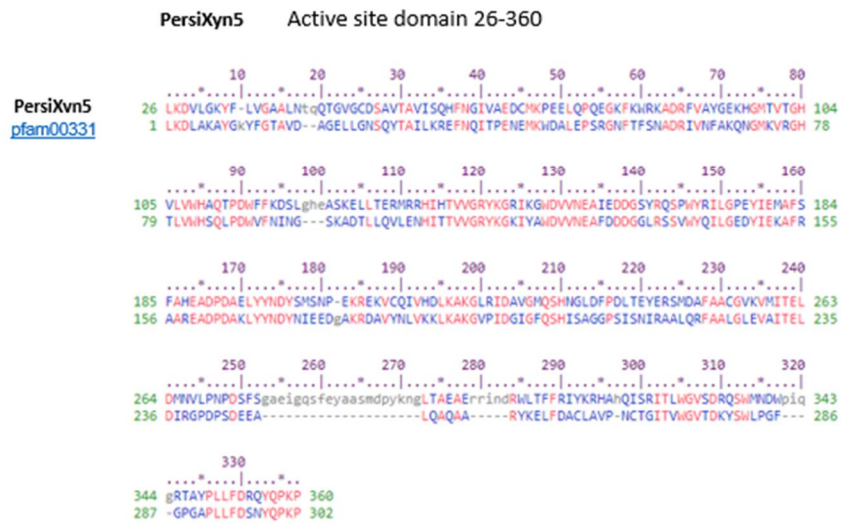 PersiXyn5 Active site domain 26-360
10 20 30 40 50 60 70 80
....*....|....*....|....*....|....*....|....*....|....*....|....*....|....*....|
PersiXyn5 26 LKDVLGKYF-LVGAALNtqQTGVGCDSAVTAVISQHFNGIVAEDCMKPEELQPQEGKFKWRKADRFVAYGEKHGMTVTGH 104
pfam00331 1 LKDLAKAYGkYFGTAVD--AGELLGNSQYTAILKREFNQITPENEMKWDALEPSRGNFTFSNADRIVNFAKQNGMKVRGH 78
90 100 110 120 130 140 150 160
....*....|....*....|....*....|....*....|....*....|....*....|....*....|....*....|
105 VLVWHAQTPDWFFKDSLgheASKELLTERMRRHIHTVVGRYKGRIKGWDVVNEAIEDDGSYRQSPWYRILGPEYIEMAFS 184
79 TLVWHSQLPDWVFNING---SKADTLLQVLENHITTVVGRYKGKIYAWDVVNEAFDDDGGLRSSVWYQILGEDYIEKAFR 155
170 180 190 200 210 220 230 240
....*....|....*....|....*....|....*....|....*....|....*....|....*....|....*....|
185 FAHEADPDAELYYNDYSMSNP-EKREKVCQIVHDLKAKGLRIDAVGMQSHNGLDFPDLTEYERSMDAFAACGVKVMITEL 263
156 AAREADPDAKLYYNDYNIEEDgAKRDAVYNLVKKLKAKGVPIDGIGFQSHISAGGPSISNIRAALQRFAALGLEVAITEL 235
250 260 270 280 290 300 310 320
....*....|....*....|....*....|....*....|....*....|....*....|....*....|....*....|
264 DMNVLPNPDSFSgaeigqsfeyaasmdpykngLTAEAErrindRWLTFFRIYKRHAhQISRITLWGVSDRQSWMNDWpiq 343
236 DIRGPDPSDEEA--------------------LQAQAA-----RYKELFDACLAVP-NCTGITVWGVTDKYSWLPGF--- 286
330
....*....|....*..
344 gRTAYPLLFDRQYQPKP 360
287 -GPGAPLLFDSNYQPKP 302